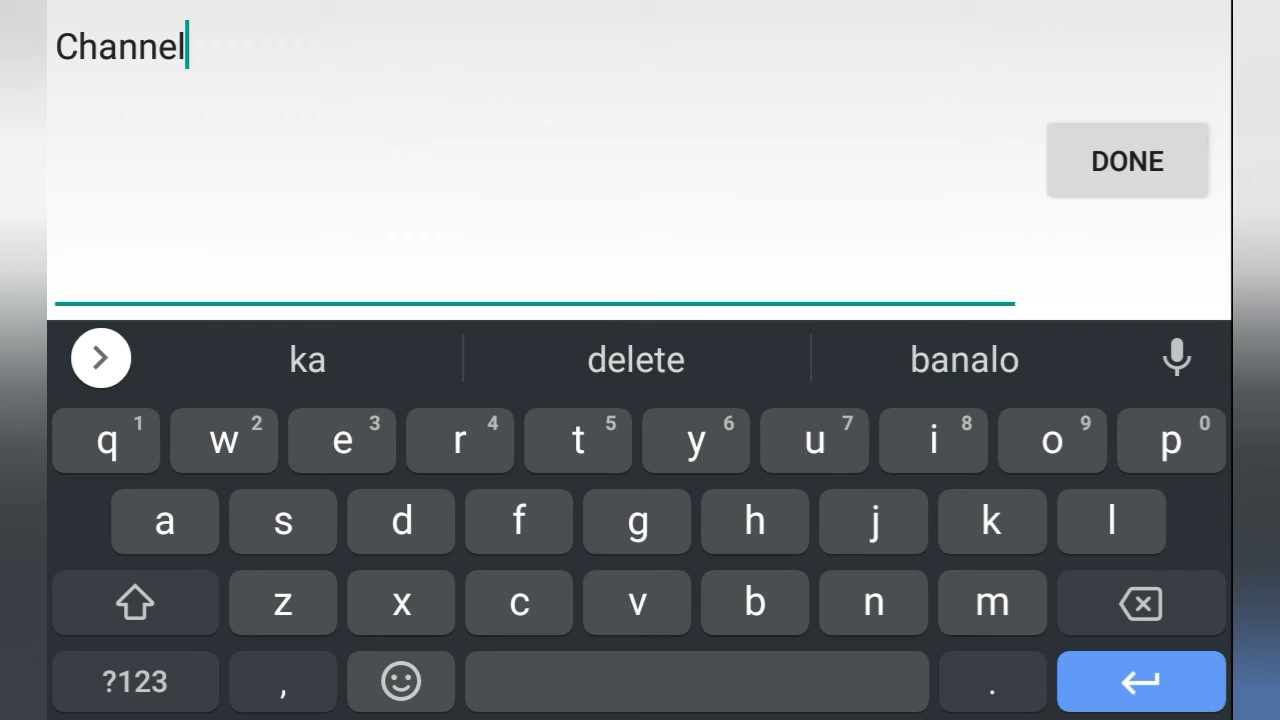 Channel
DONE
ka delete banalo
q 1 w 2 e 3 r 4 t 5 y 6 u 7 i 8 o 9 p 0
a s d f g h j k l
z x c v b n m
?123 , .